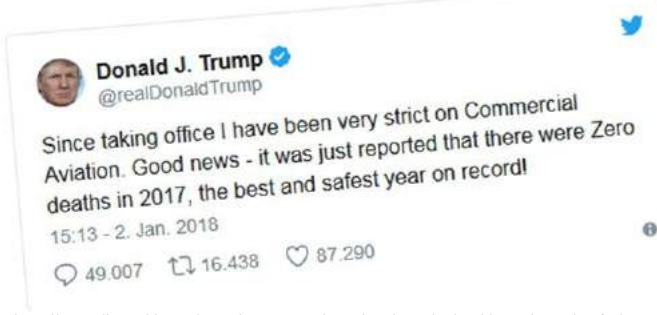 Donald J. Trump
@realDonaldTrump
Since taking office I have been very strict on Commercial
Aviation. Good news - it was just reported that there were Zero
deaths in 2017, the best and safest year on record!
15:13 - 2. Jan. 2018
49.007 16.438 87.290